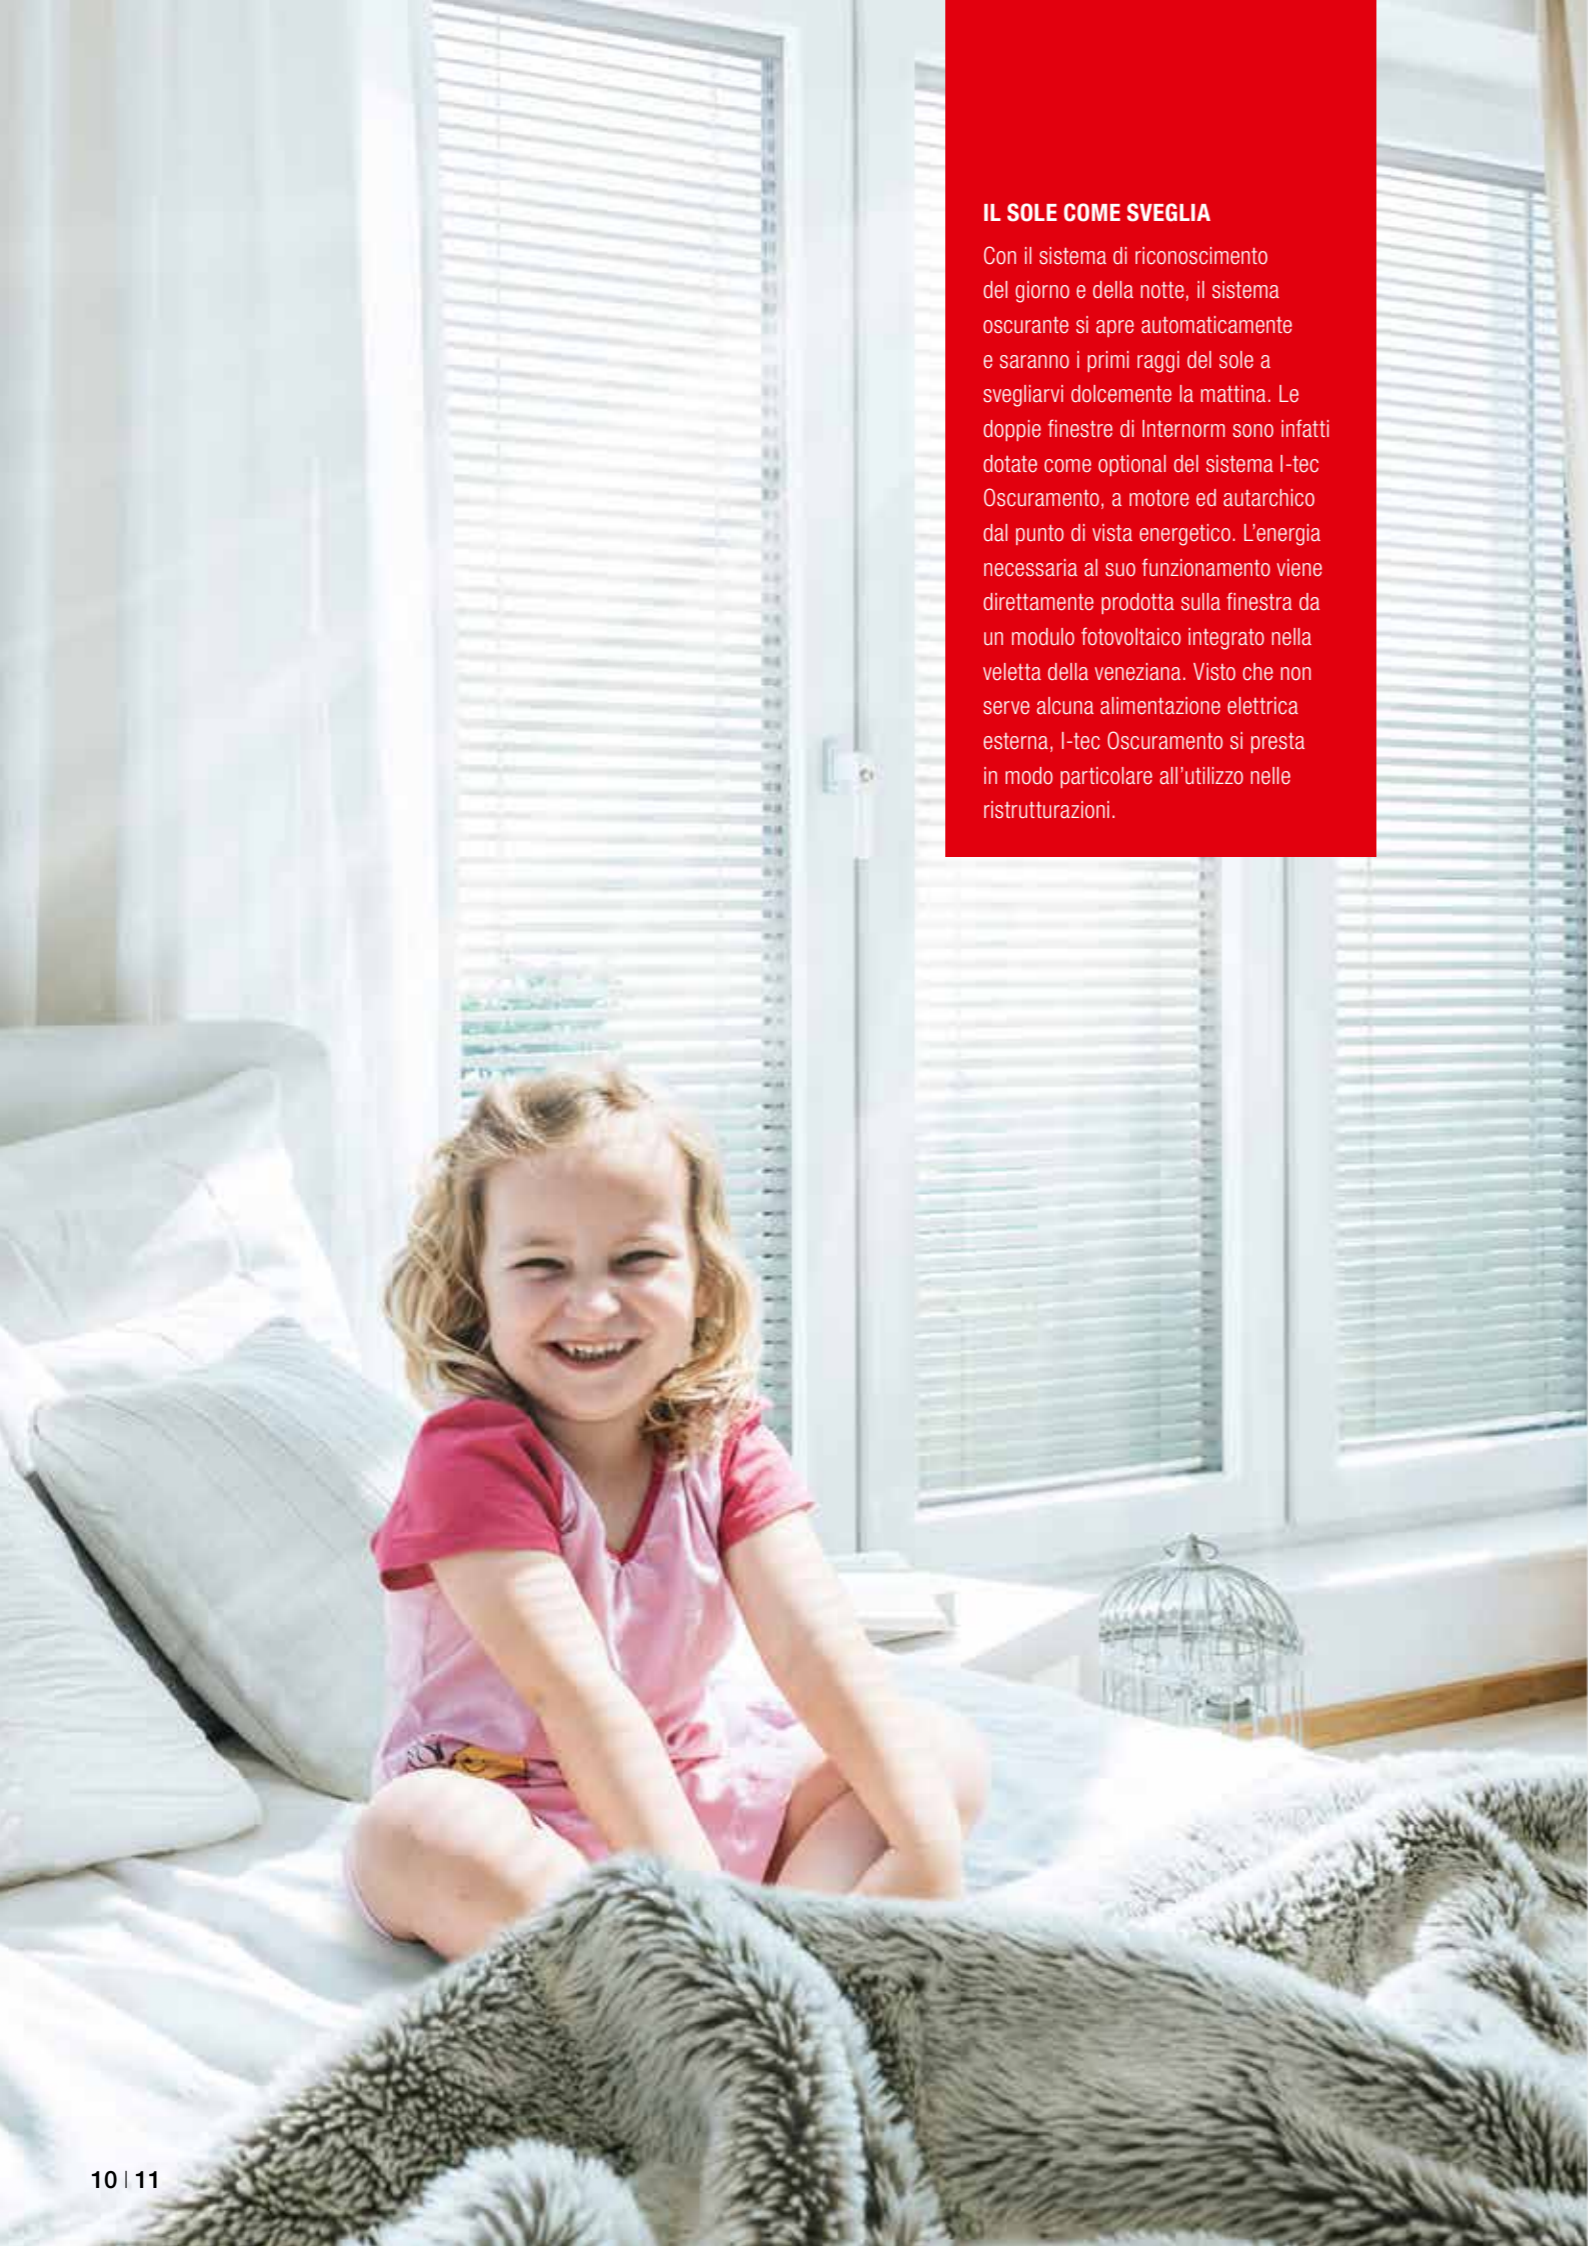 IL SOLE COME SVEGLIA
Con il sistema di riconoscimento
del giorno e della notte, il sistema
oscurante si apre automaticamente
e saranno i primi raggi del sole a
svegliarvi dolcemente la mattina. Le
doppie finestre di Internorm sono infatti
dotate come optional del sistema I-tec
Oscuramento, a motore ed autarchico
dal punto di vista energetico. L’energia
necessaria al suo funzionamento viene
direttamente prodotta sulla finestra da
un modulo fotovoltaico integrato nella
veletta della veneziana. Visto che non
serve alcuna alimentazione elettrica
esterna, I-tec Oscuramento si presta
in modo particolare all’utilizzo nelle
ristrutturazioni.
10 | 11